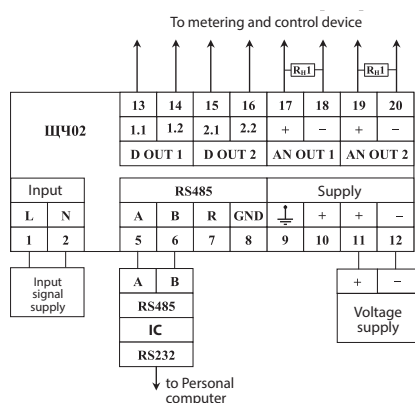 To metering and control device
RH1 RH1
13 14 15 16 17 18 19 20
ЩЧ02 1.1 1.2 2.1 2.2 + − + −
D OUT 1 D OUT 2 AN OUT 1 AN OUT 2
Input RS485 Supply
L N A B R GND + + −
1 2 5 6 7 8 9 10 11 12
Input
signal
supply
A B
RS485
IC
RS232
+ −
Voltage
supply
to Personal
computer